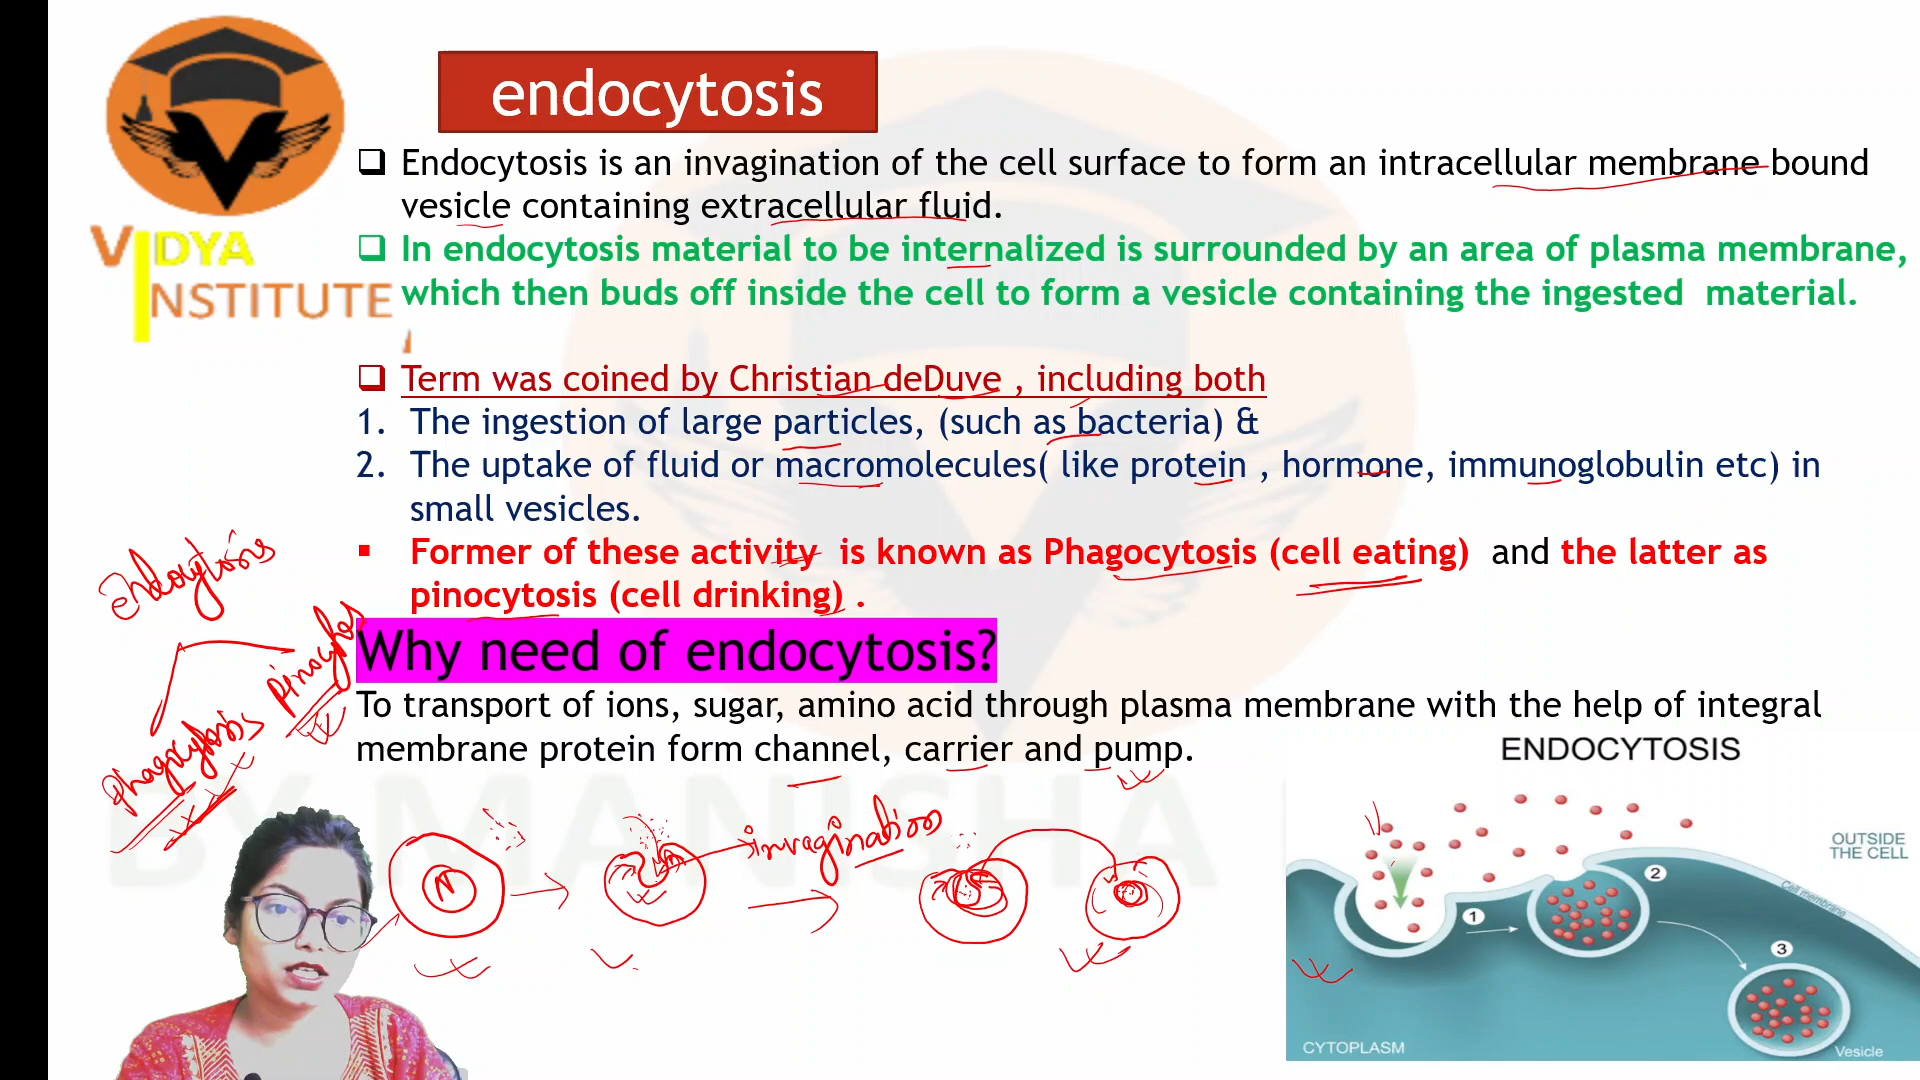 VIDYA
INSTITUTE
endocytosis
Endocytosis is an invagination of the cell surface to form an intracellular membrane bound
vesicle containing extracellular fluid.
In endocytosis material to be internalized is surrounded by an area of plasma membrane,
which then buds off inside the cell to form a vesicle containing the ingested material.
Term was coined by Christian deDuve , including both
1. The ingestion of large particles, (such as bacteria) &
2. The uptake of fluid or macromolecules( like protein , hormone, immunoglobulin etc) in
small vesicles.
Former of these activity is known as Phagocytosis (cell eating) and the latter as
pinocytosis (cell drinking) .
Endocytosis
Phagocytosis
Why need of endocytosis?
To transport of ions, sugar, amino acid through plasma membrane with the help of integral
membrane protein form channel, carrier and pump.
BY MANISHA
N
invagination
ENDOCYTOSIS
OUTSIDE
THE CELL
Cell membrane
1
2
3
CYTOPLASM
Vesicle